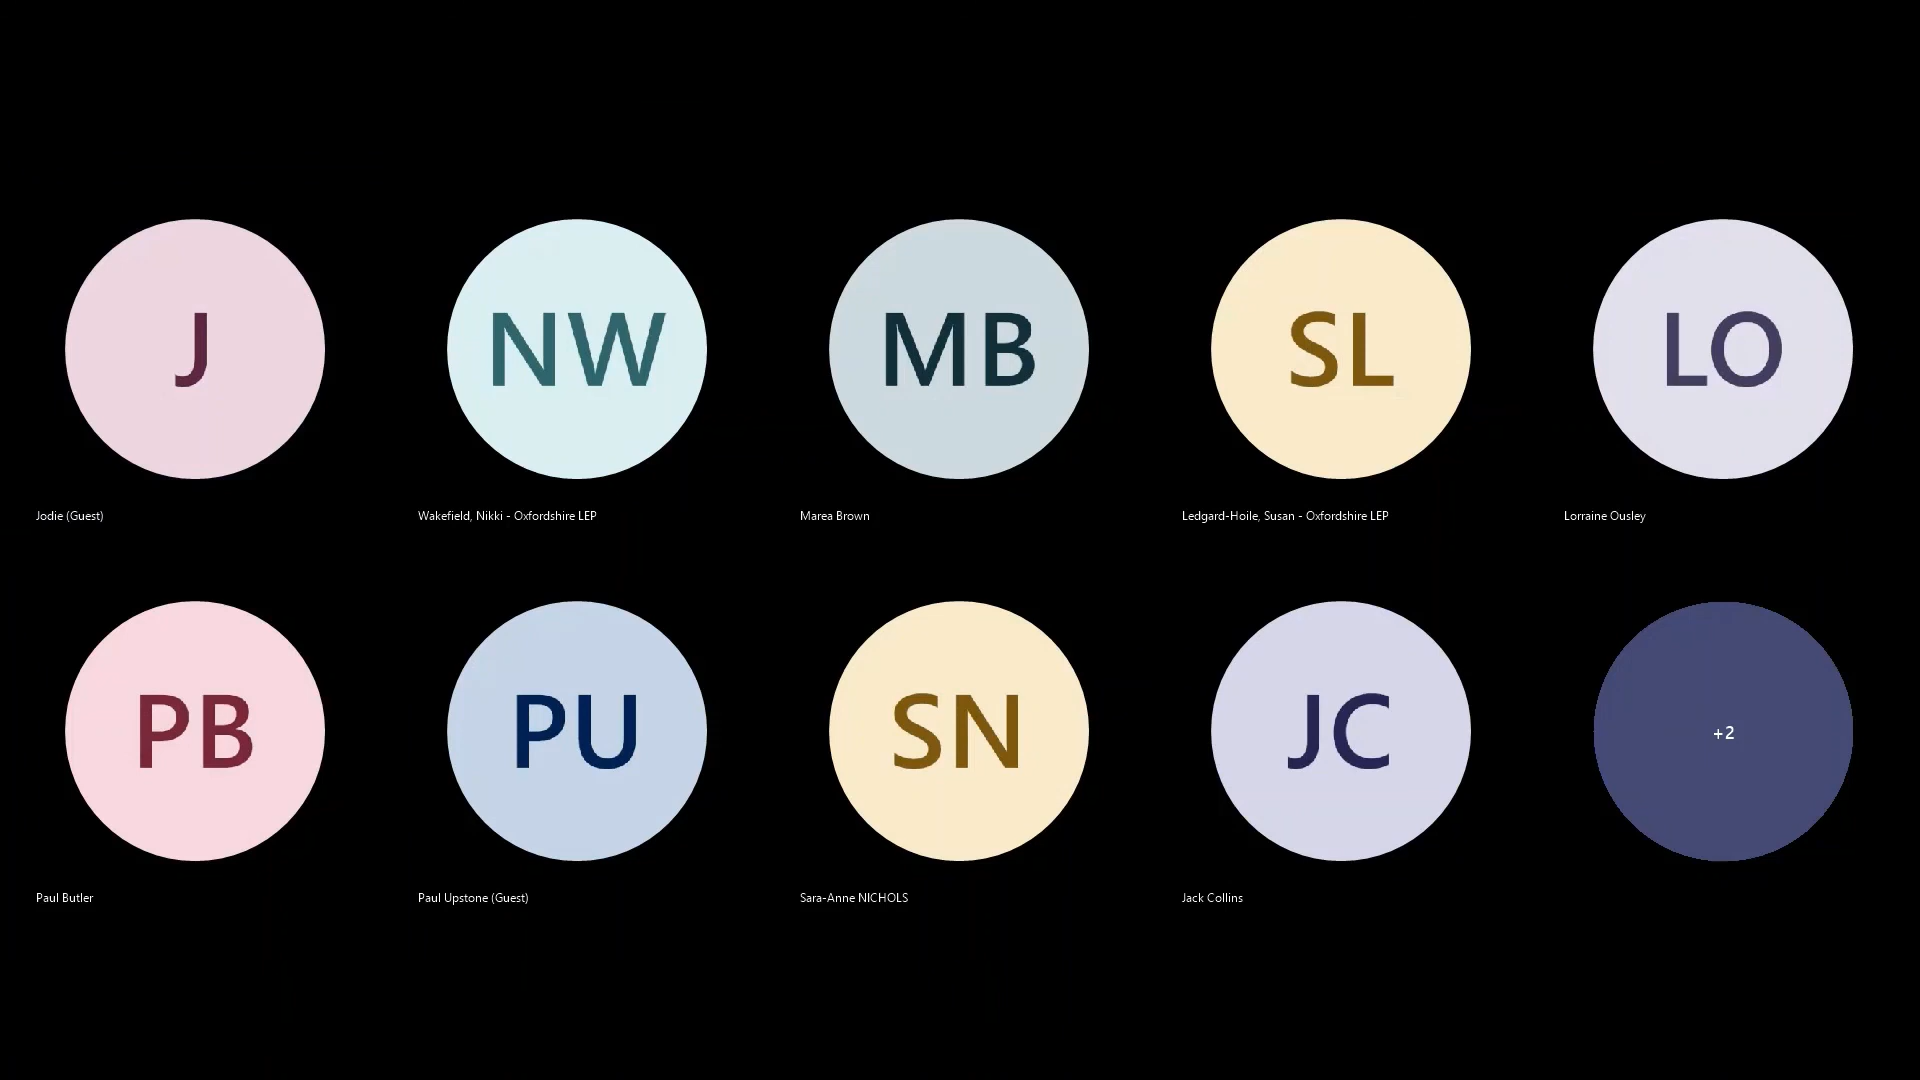 J
NW
MB
SL
LO
Jodie (Guest)
Wakefield, Nikki - Oxfordshire LEP
Marea Brown
Ledgard-Hoile, Susan - Oxfordshire LEP
Lorraine Ousley
PB
PU
SN
JC
+2
Paul Butler
Paul Upstone (Guest)
Sara-Anne NICHOLS
Jack Collins